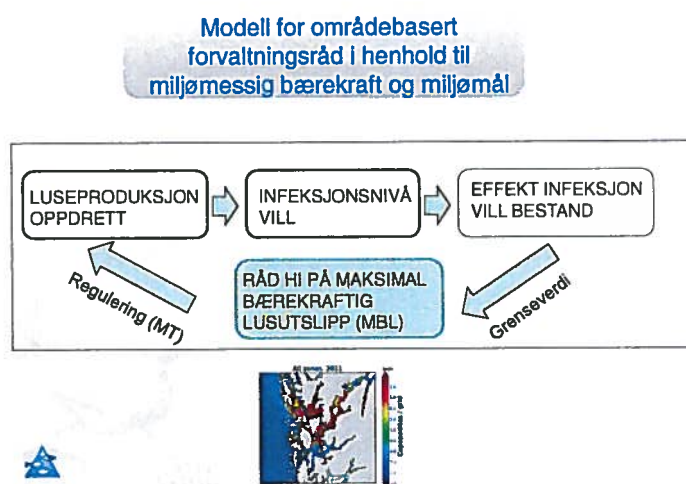 Modell for områdebasert
forvaltningsråd i henhold til
miljømessig bærekraft og miljømål
LUSEPRODUKSJON
OPPDRETT
INFEKSJONSNIVÅ
VILL
EFFEKT INFEKSJON
VILL BESTAND
Regulering (MT)
RÅD HI PÅ MAKSIMAL
BÆREKRAFTIG
LUSUTSLIPP (MBL)
Grenseverdi
2011